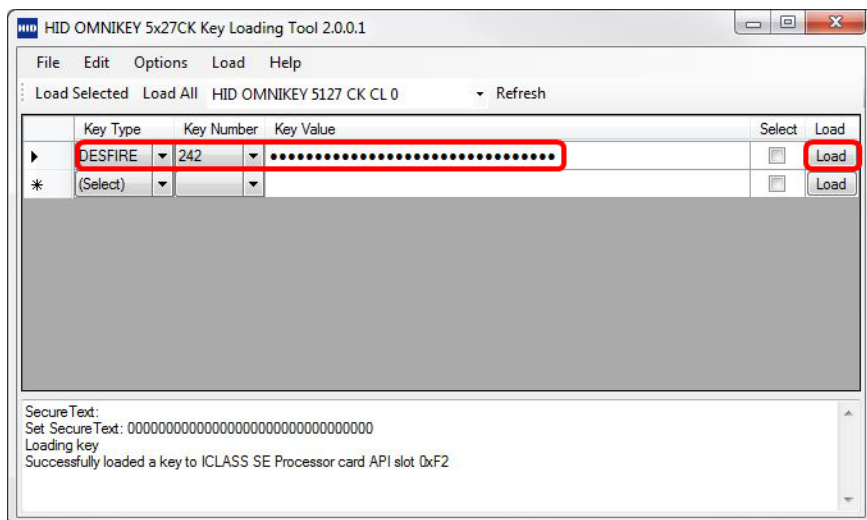 HID HID OMNIKEY 5x27CK Key Loading Tool 2.0.0.1
File Edit Options Load Help
Load Selected Load All HID OMNIKEY 5127 CK CL 0 Refresh
Key Type Key Number Key Value Select Load
DESFIRE 242 ●●●●●●●●●●●●●●●●●●●●●●●●●●●●●●●● Load
(Select) Load
SecureText:
Set SecureText: 00000000000000000000000000000000
Loading key
Successfully loaded a key to ICLASS SE Processor card API slot 0xF2